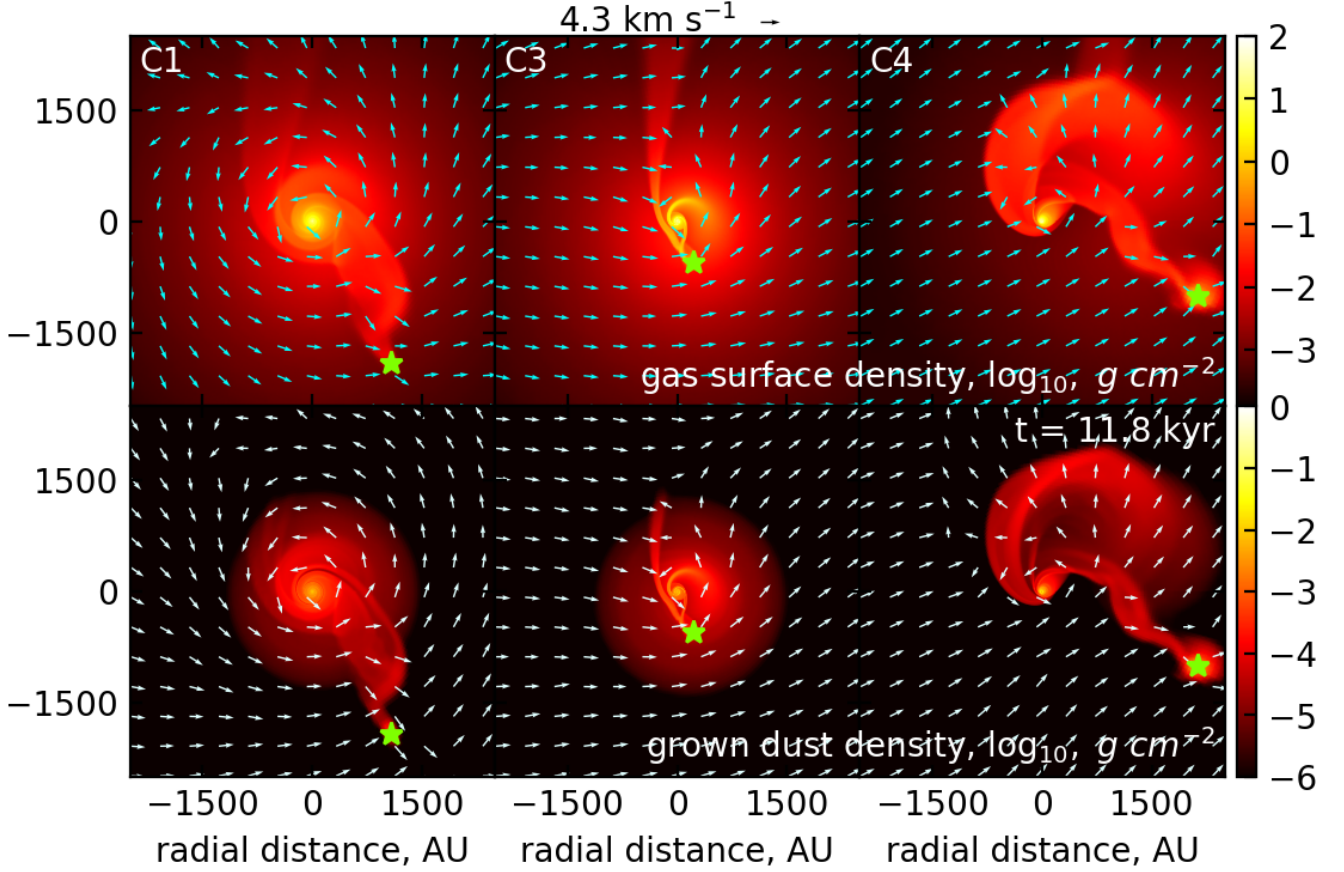 4.3 km s⁻¹ →
C1 C3 C4
2
1
0
−1
−2
−3
1500
0
−1500
gas surface density, log₁₀, g cm⁻²
t = 11.8 kyr
0
−1
−2
−3
−4
−5
−6
1500
0
−1500
grown dust density, log₁₀, g cm⁻²
−1500 0 1500 −1500 0 1500 −1500 0 1500
radial distance, AU radial distance, AU radial distance, AU